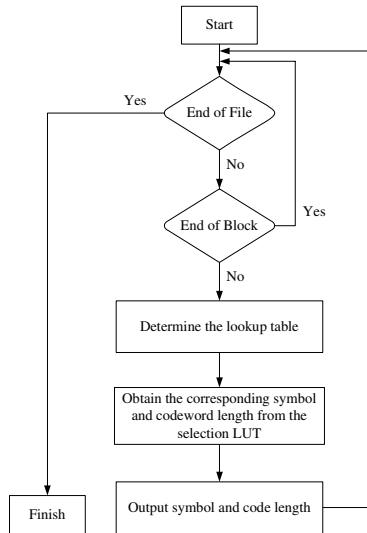 Start
Yes
End of File
No
End of Block
Yes
No
Determine the lookup table
Obtain the corresponding symbol
and codeword length from the
selection LUT
Finish
Output symbol and code length